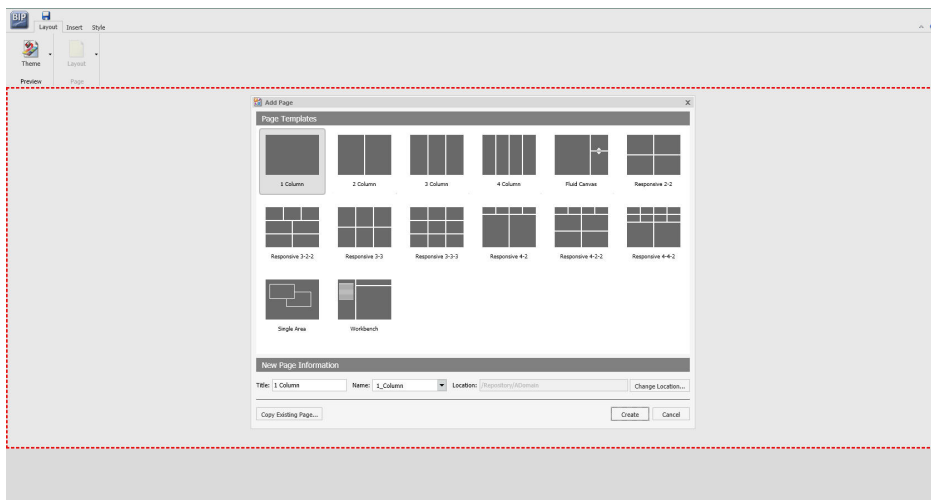 BIP
Layout Insert Style
Theme Layout
Preview Page
Add Page X
Page Templates
1 Column 2 Column 3 Column 4 Column Fluid Canvas Responsive 2-2
Responsive 3-2-2 Responsive 3-3 Responsive 3-3-3 Responsive 4-2 Responsive 4-2-2 Responsive 4-4-2
Single Area Workbench
New Page Information
Title: 1 Column Name: 1_Column Location: /Repository/ADomain Change Location...
Copy Existing Page... Create Cancel